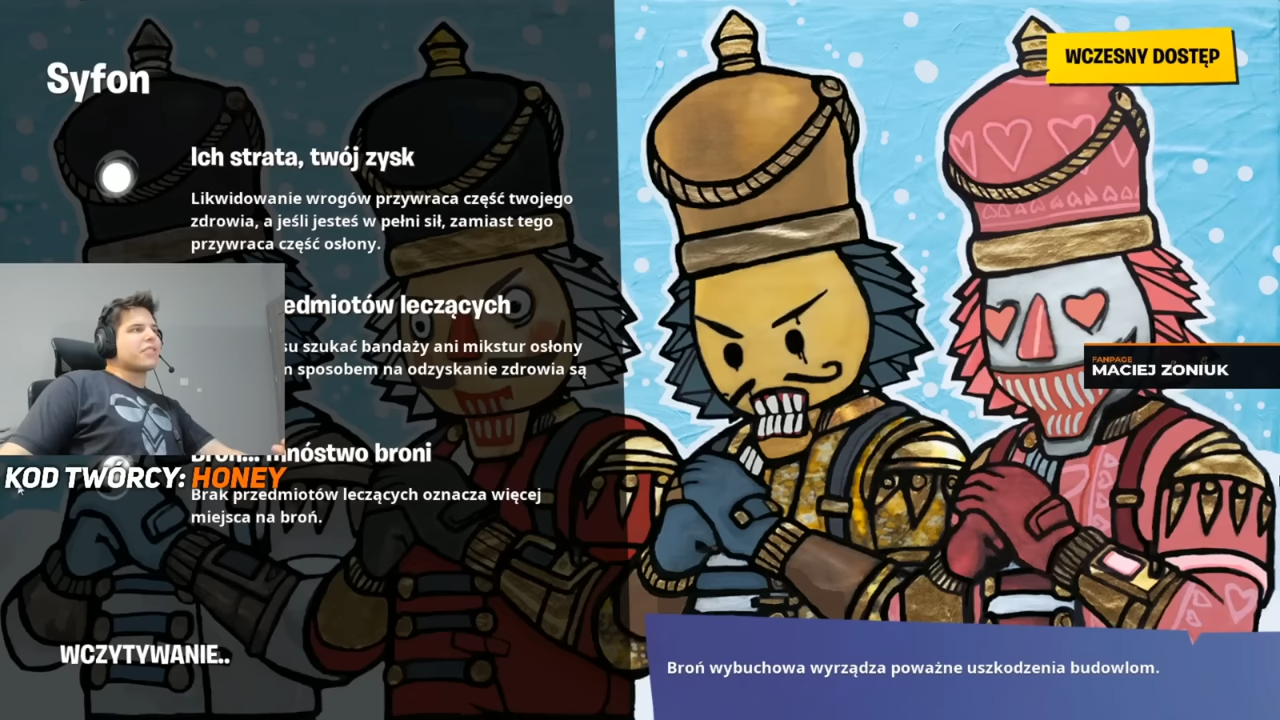 Syfon
WCZESNY DOSTĘP
Ich strata, twój zysk
Likwidowanie wrogów przywraca część twojego
zdrowia, a jeśli jesteś w pełni sił, zamiast tego
przywraca część osłony.
edmiotów leczących
su szukać bandaży ani mikstur osłony
m sposobem na odzyskanie zdrowia są
FANPAGE
MACIEJ ZONIUK
Broń... mnóstwo broni
KOD TWÓRCY: HONEY
Brak przedmiotów leczących oznacza więcej
miejsca na broń.
WCZYTYWANIE..
Broń wybuchowa wyrządza poważne uszkodzenia budowlom.